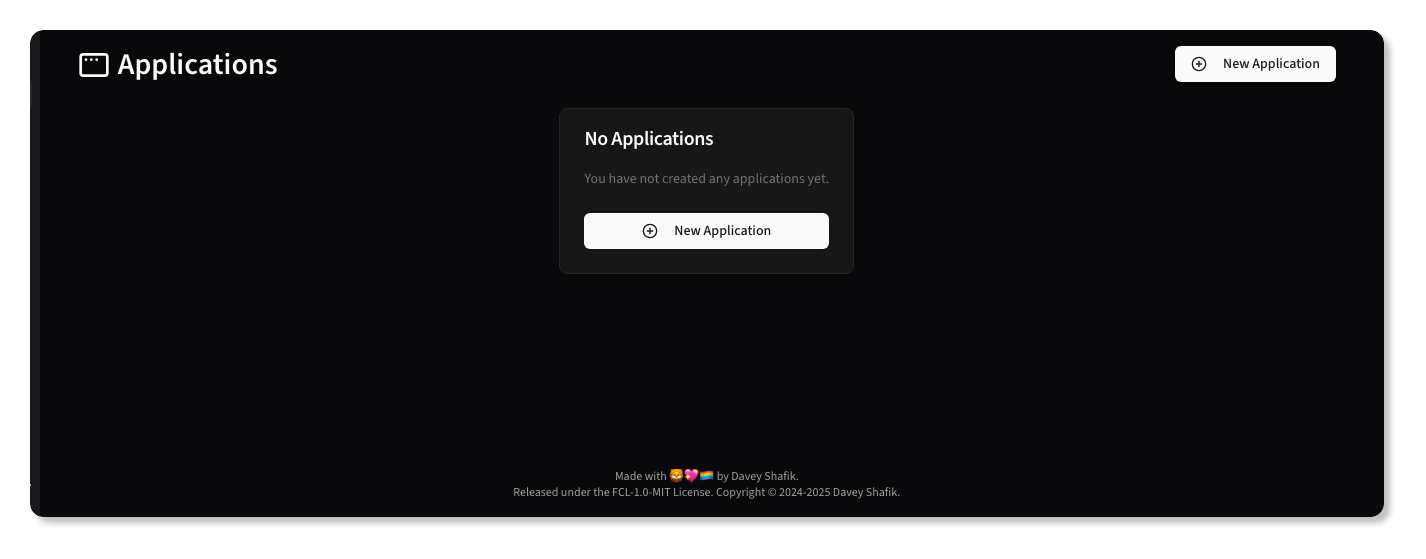 Applications
New Application
No Applications
You have not created any applications yet.
New Application
Made with 🦁💖🏳️‍🌈 by Davey Shafik.
Released under the FCL-1.0-MIT License. Copyright © 2024-2025 Davey Shafik.